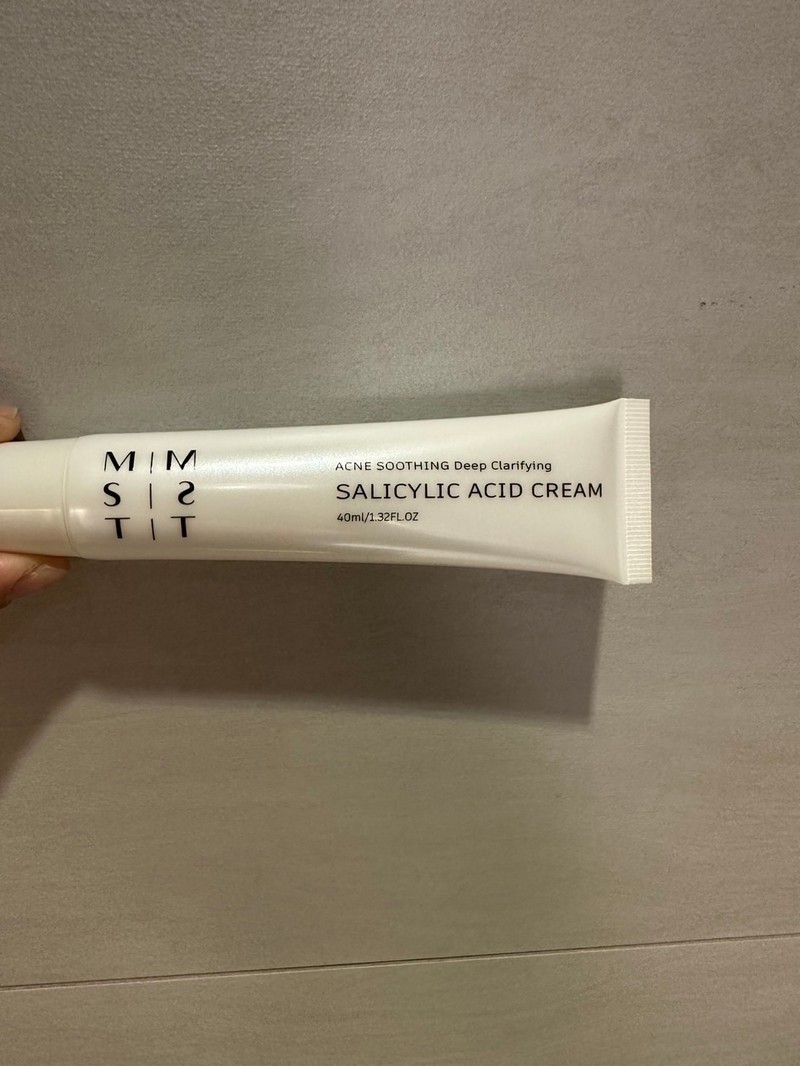 M | M
S | S
T | T
ACNE SOOTHING Deep Clarifying
SALICYLIC ACID CREAM
40ml/1.32FL.OZ